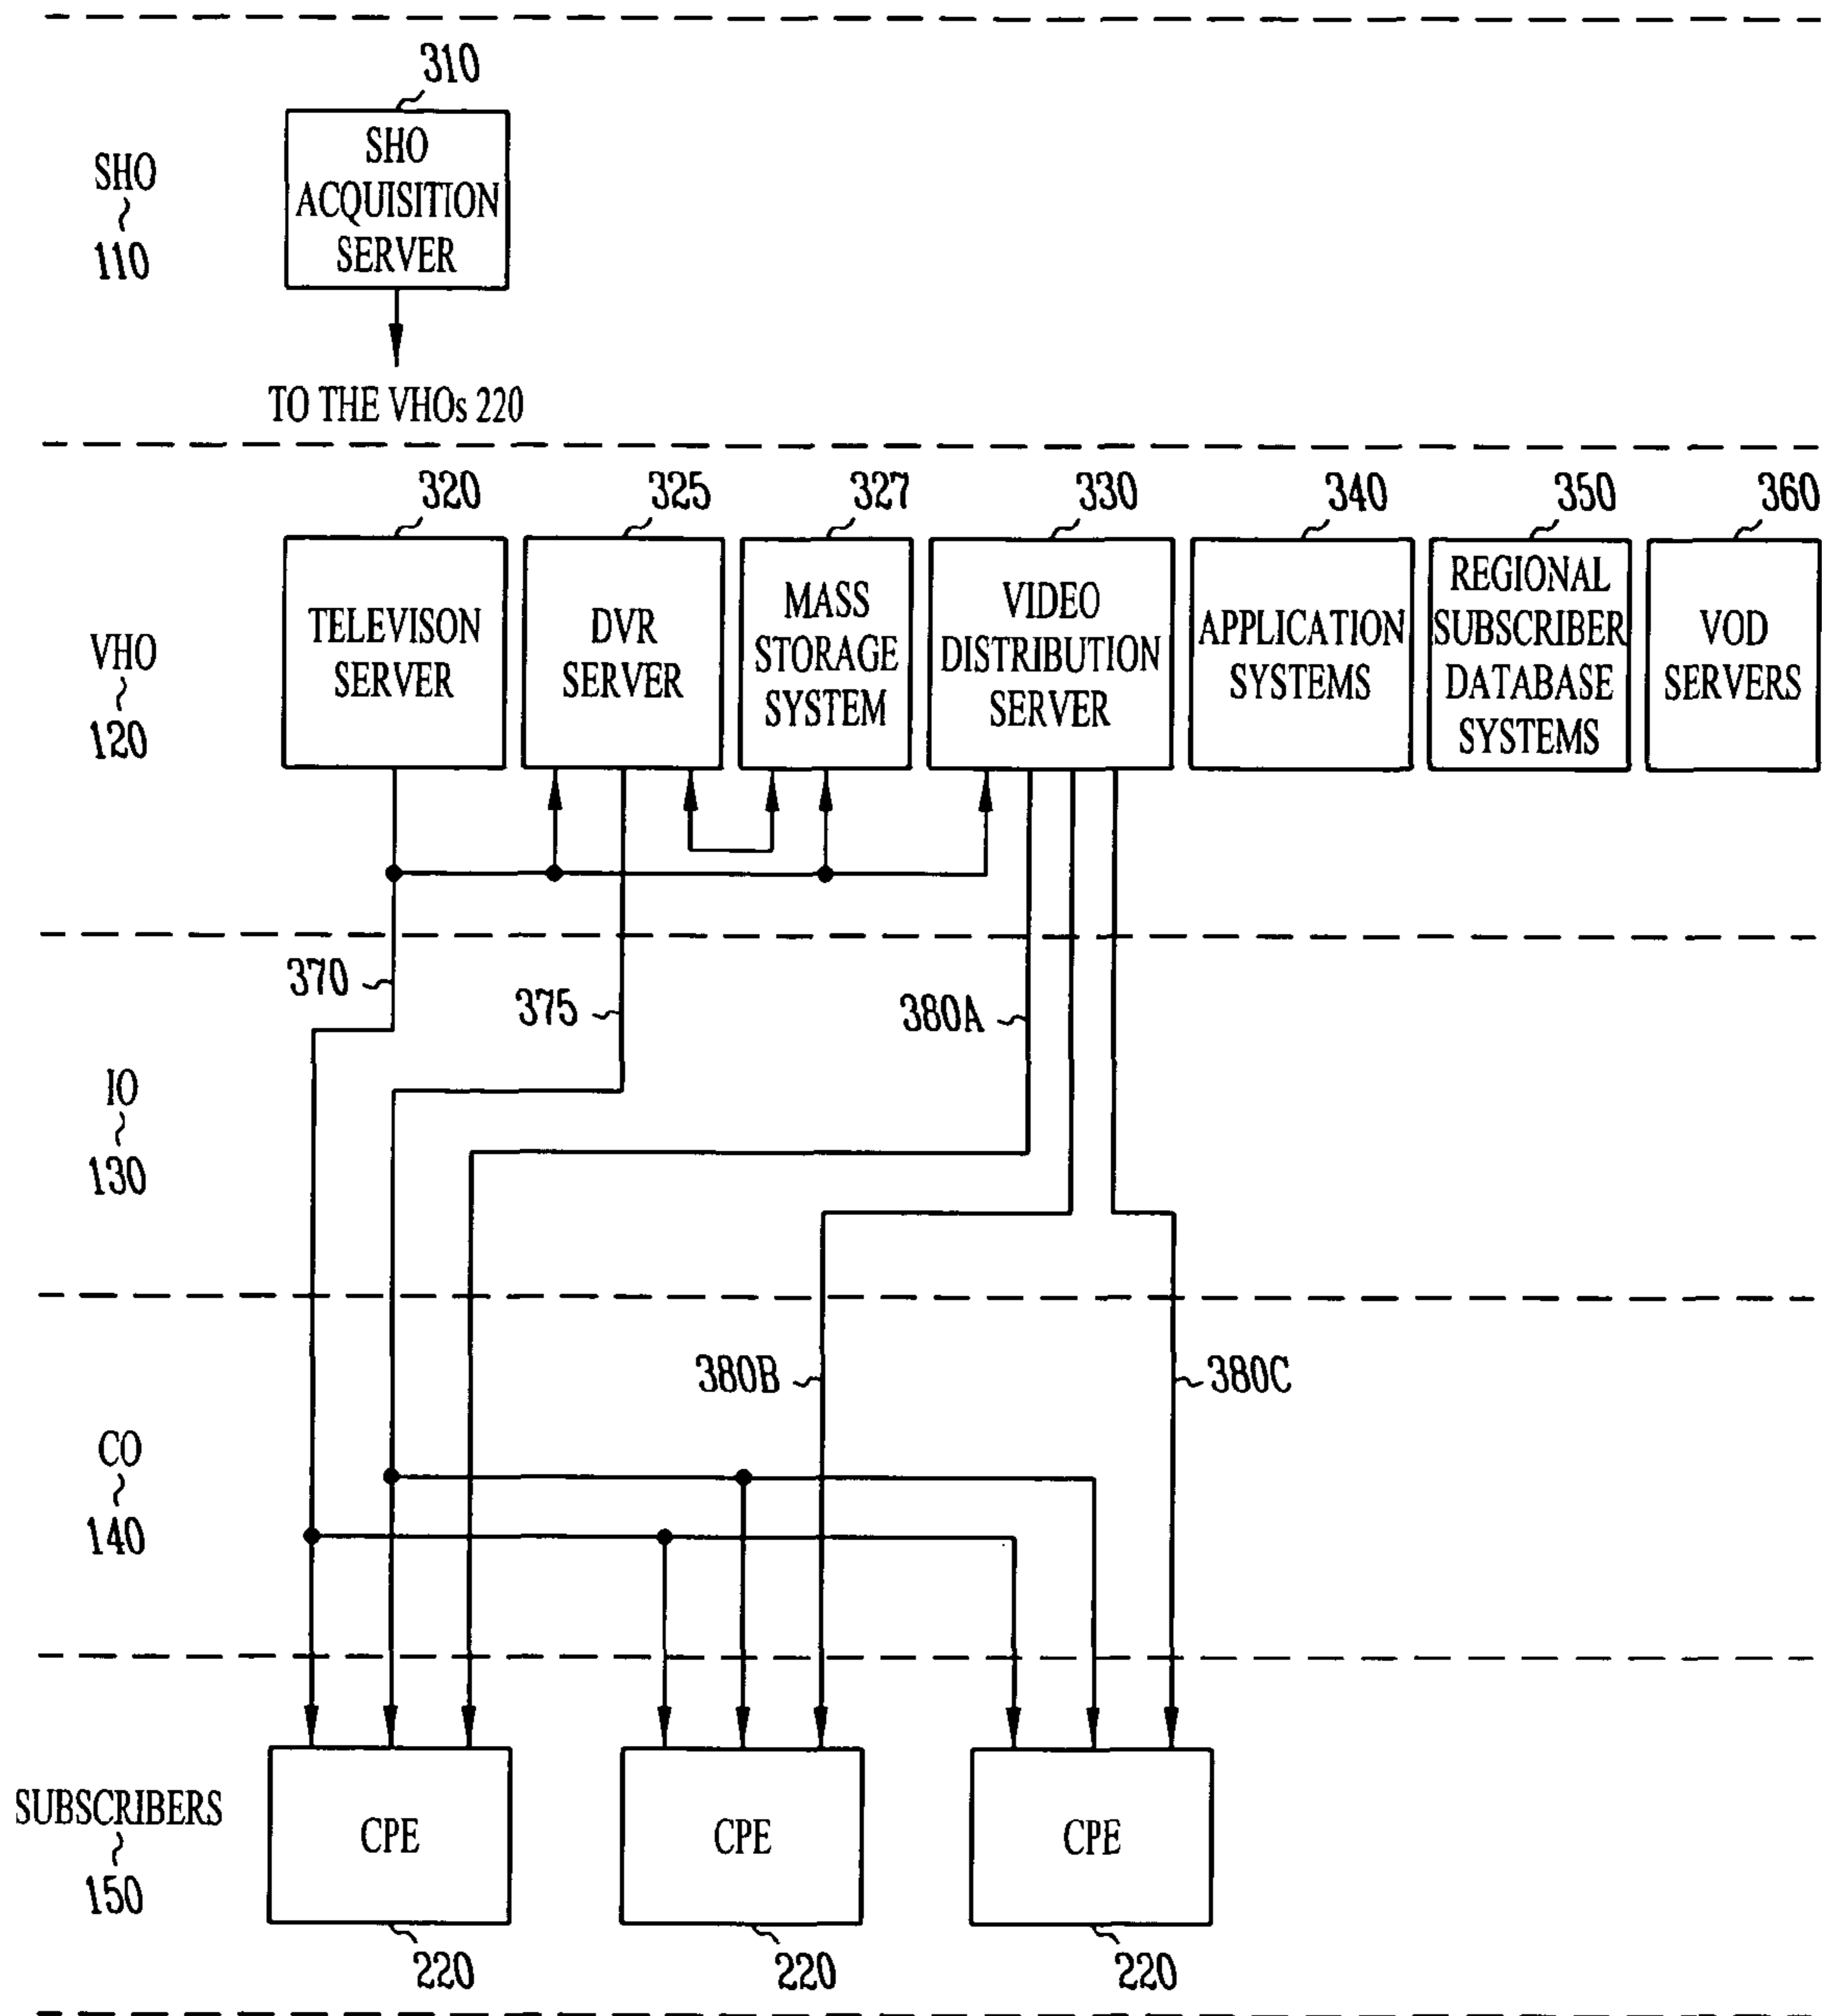 310
SHO
110
SHO
ACQUISITION
SERVER
TO THE VHOs 220
320
325
327
330
340
350
360
VHO
120
TELEVISON
SERVER
DVR
SERVER
MASS
STORAGE
SYSTEM
VIDEO
DISTRIBUTION
SERVER
APPLICATION
SYSTEMS
REGIONAL
SUBSCRIBER
DATABASE
SYSTEMS
VOD
SERVERS
370
375
380A
IO
130
380B
380C
CO
140
SUBSCRIBERS
150
CPE
CPE
CPE
220
220
220